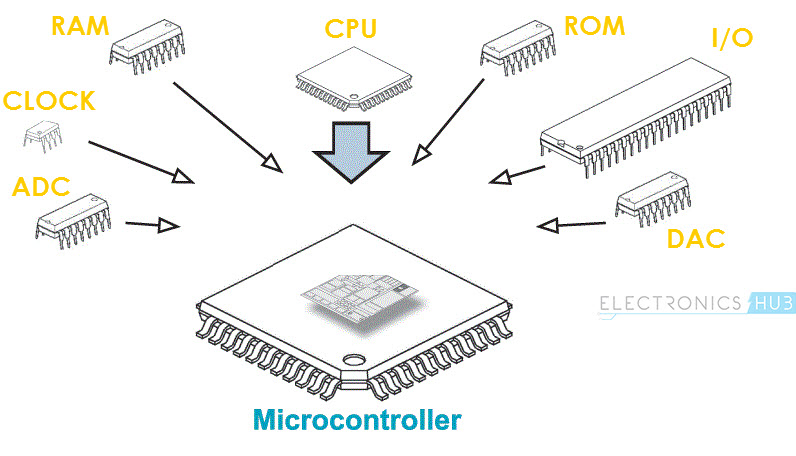 RAM
CPU
ROM
I/O
CLOCK
ADC
DAC
ELECTRONICS HUB
Microcontroller